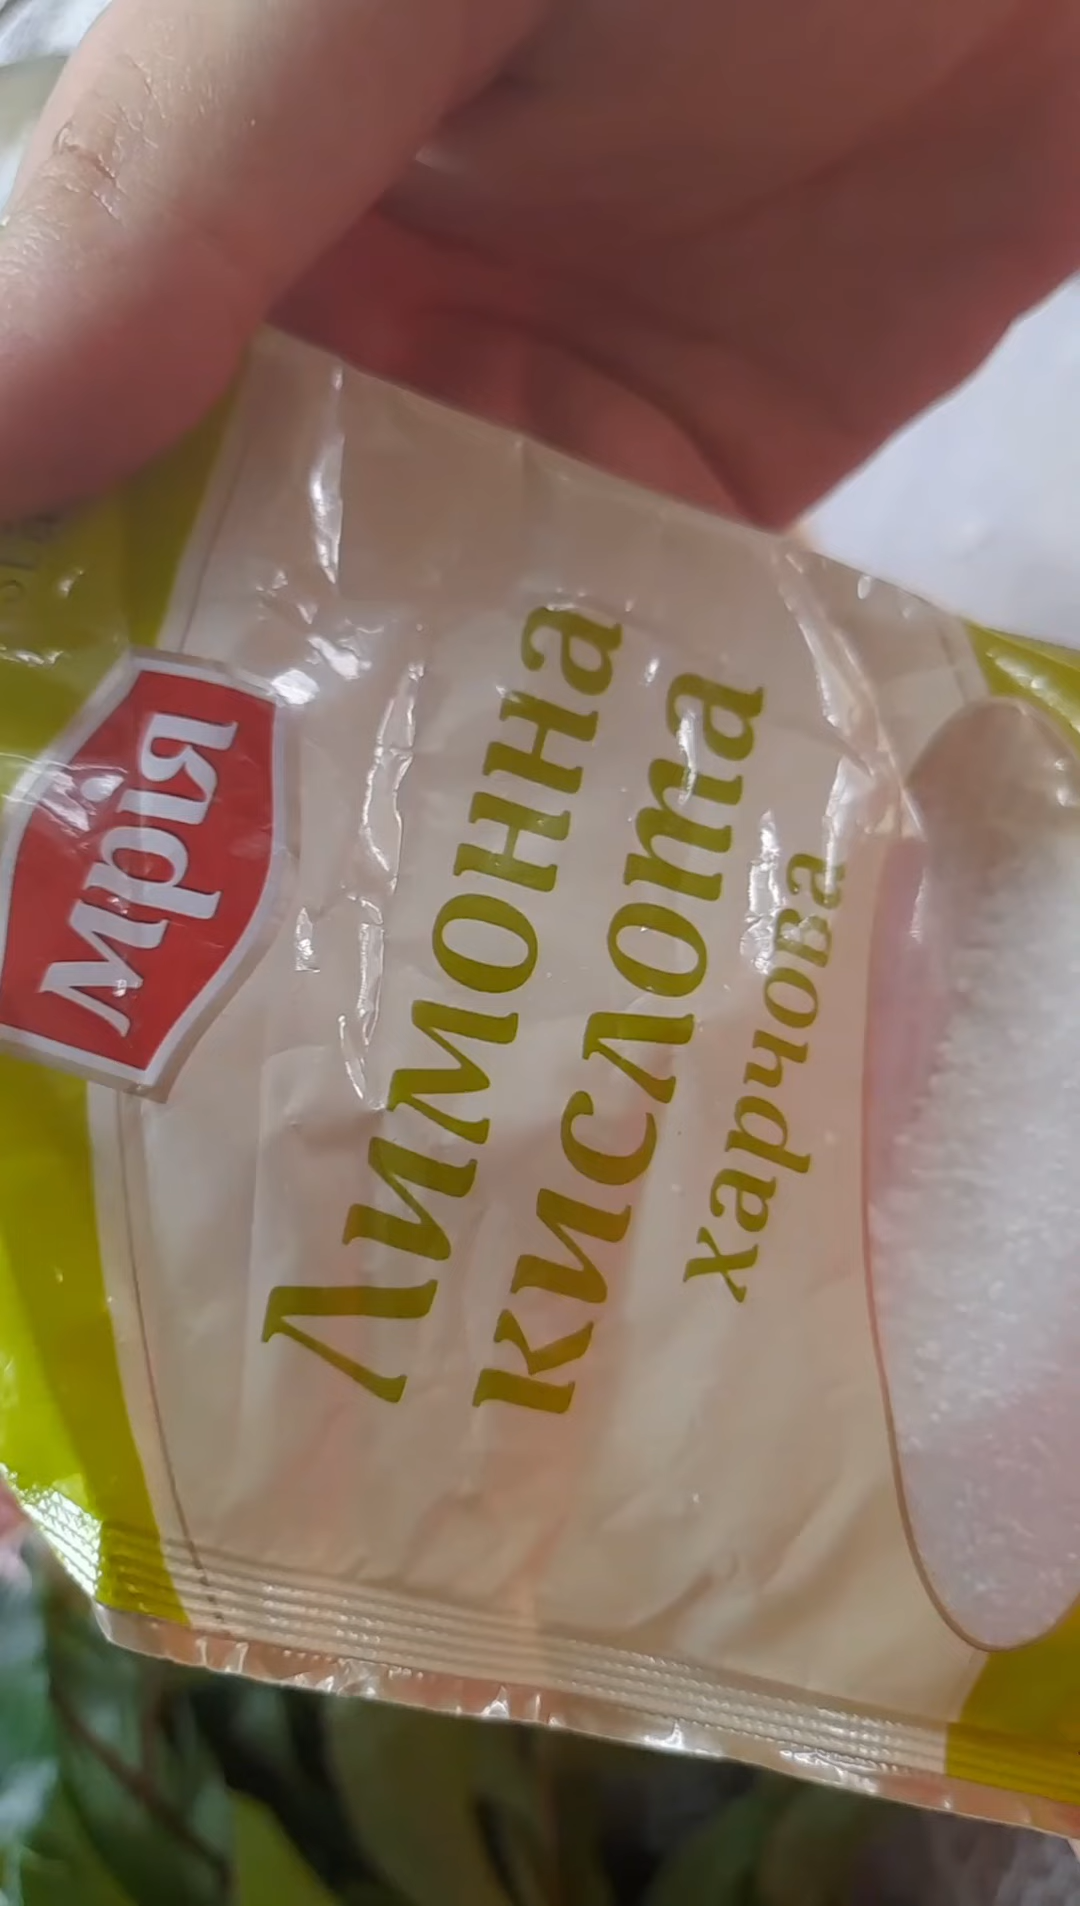 мрія
Лимонна
кислота
харчова